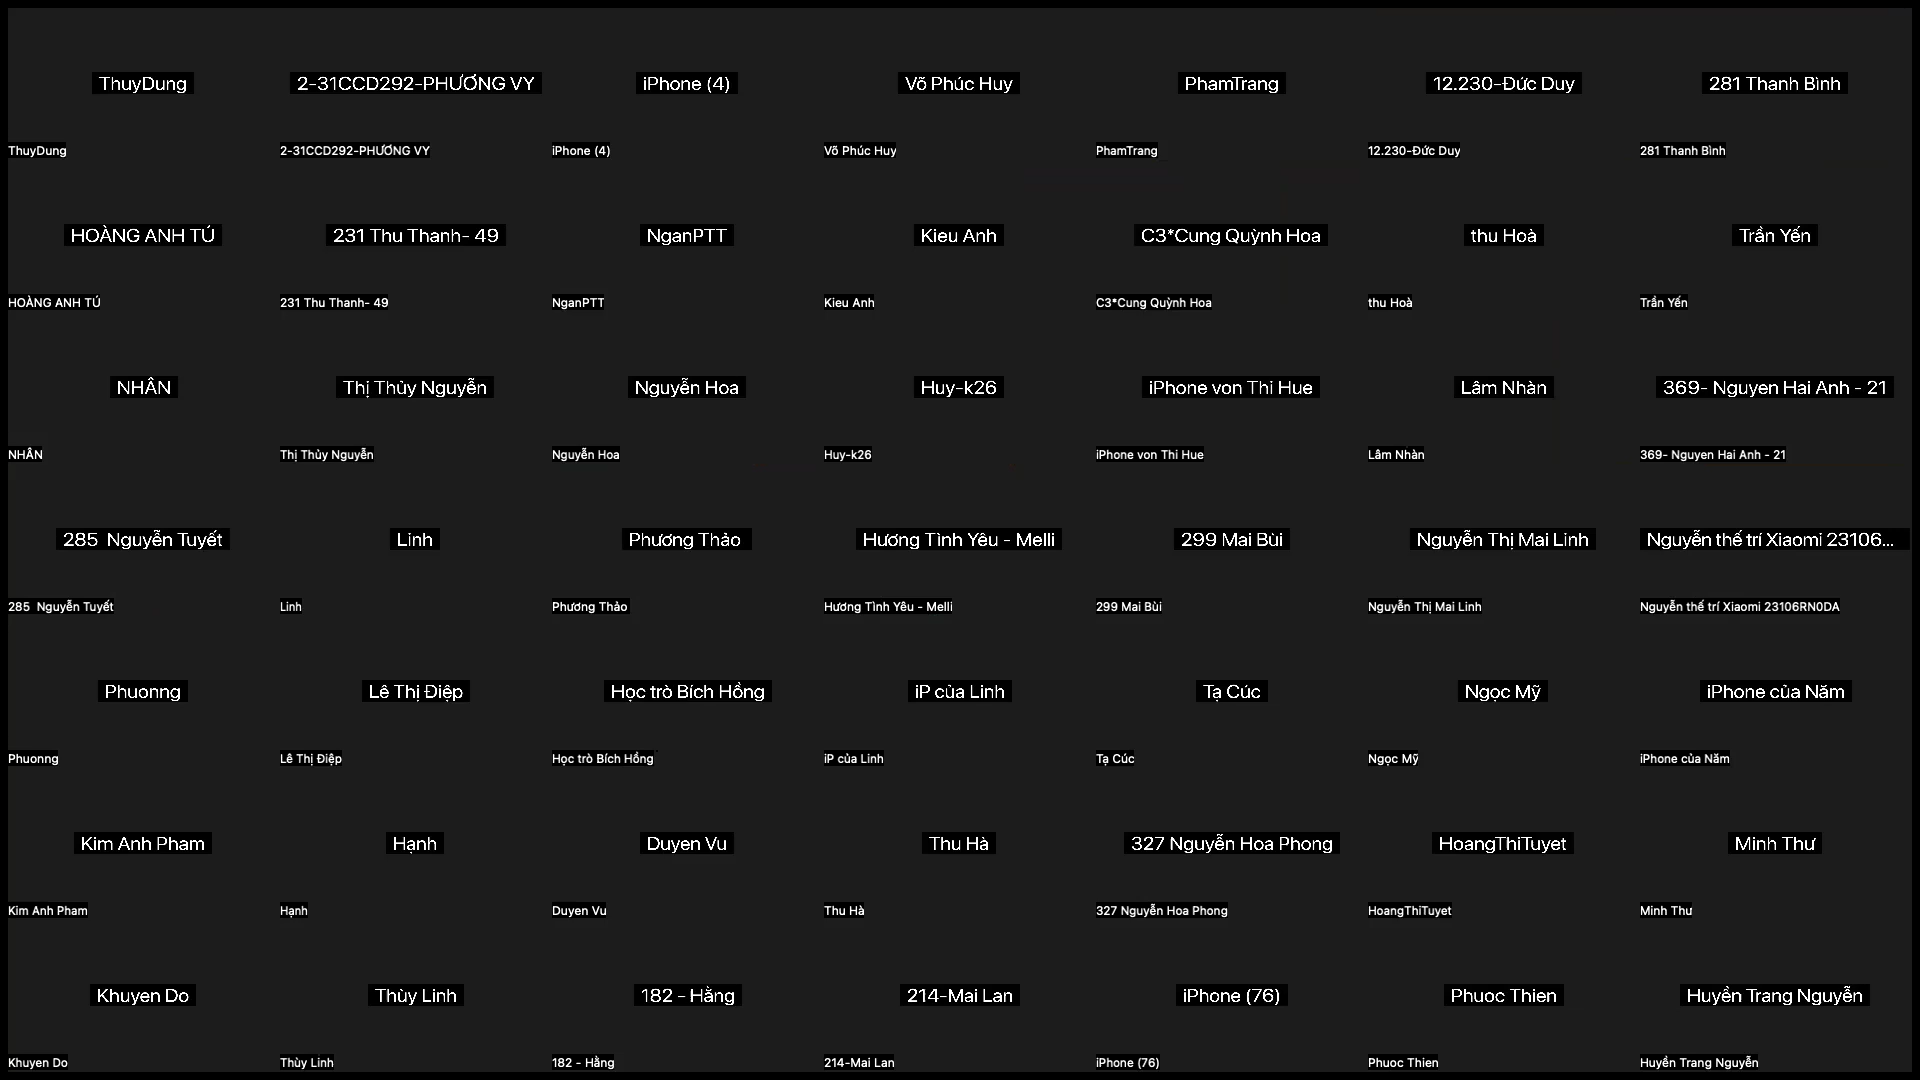 ThuyDung
2-31CCD292-PHƯƠNG VY
iPhone (4)
Võ Phúc Huy
PhamTrang
12.230-Đức Duy
281 Thanh Bình
ThuyDung
2-31CCD292-PHƯƠNG VY
iPhone (4)
Võ Phúc Huy
PhamTrang
12.230-Đức Duy
281 Thanh Bình
HOÀNG ANH TÚ
231 Thu Thanh- 49
NganPTT
Kieu Anh
C3*Cung Quỳnh Hoa
thu Hoà
Trần Yến
HOÀNG ANH TÚ
231 Thu Thanh- 49
NganPTT
Kieu Anh
C3*Cung Quỳnh Hoa
thu Hoà
Trần Yến
NHÂN
Thị Thủy Nguyễn
Nguyễn Hoa
Huy-k26
iPhone von Thi Hue
Lâm Nhàn
369- Nguyen Hai Anh - 21
NHÂN
Thị Thủy Nguyễn
Nguyễn Hoa
Huy-k26
iPhone von Thi Hue
Lâm Nhàn
369- Nguyen Hai Anh - 21
285  Nguyễn Tuyết
Linh
Phương Thảo
Hương Tình Yêu - Melli
299 Mai Bùi
Nguyễn Thị Mai Linh
Nguyễn thế trí Xiaomi 23106...
285  Nguyễn Tuyết
Linh
Phương Thảo
Hương Tình Yêu - Melli
299 Mai Bùi
Nguyễn Thị Mai Linh
Nguyễn thế trí Xiaomi 23106RN0DA
Phuonng
Lê Thị Điệp
Học trò Bích Hồng
iP của Linh
Tạ Cúc
Ngọc Mỹ
iPhone của Năm
Phuonng
Lê Thị Điệp
Học trò Bích Hồng
iP của Linh
Tạ Cúc
Ngọc Mỹ
iPhone của Năm
Kim Anh Pham
Hạnh
Duyen Vu
Thu Hà
327 Nguyễn Hoa Phong
HoangThiTuyet
Minh Thư
Kim Anh Pham
Hạnh
Duyen Vu
Thu Hà
327 Nguyễn Hoa Phong
HoangThiTuyet
Minh Thư
Khuyen Do
Thùy Linh
182 - Hằng
214-Mai Lan
iPhone (76)
Phuoc Thien
Huyền Trang Nguyễn
Khuyen Do
Thùy Linh
182 - Hằng
214-Mai Lan
iPhone (76)
Phuoc Thien
Huyền Trang Nguyễn